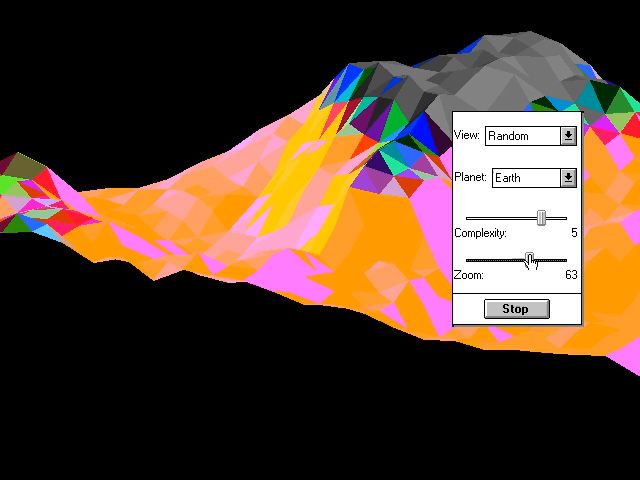 View: Random
Planet: Earth
Complexity: 5
Zoom: 63
Stop